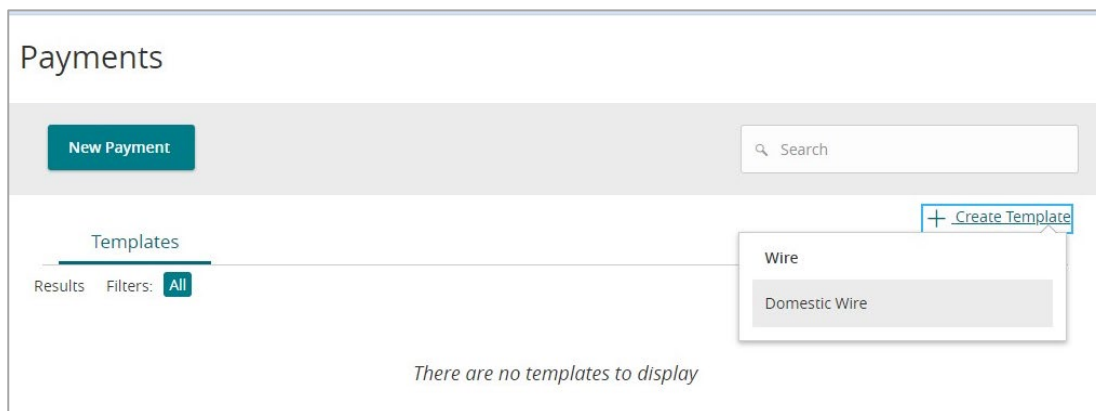 Payments
New Payment
Search
+ Create Template
Templates
Wire
Results Filters: All
Domestic Wire
There are no templates to display